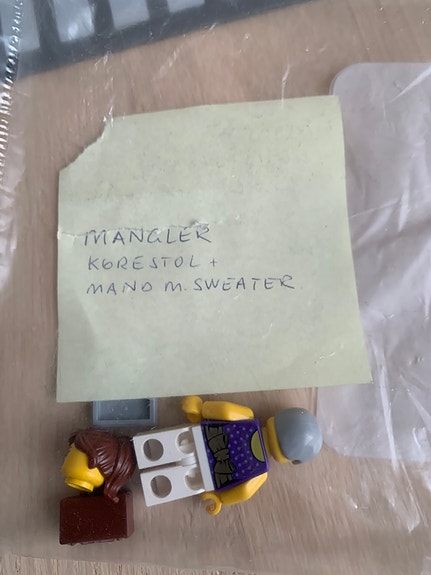 MANGLER
KØRESTOL +
MAND M. SWEATER